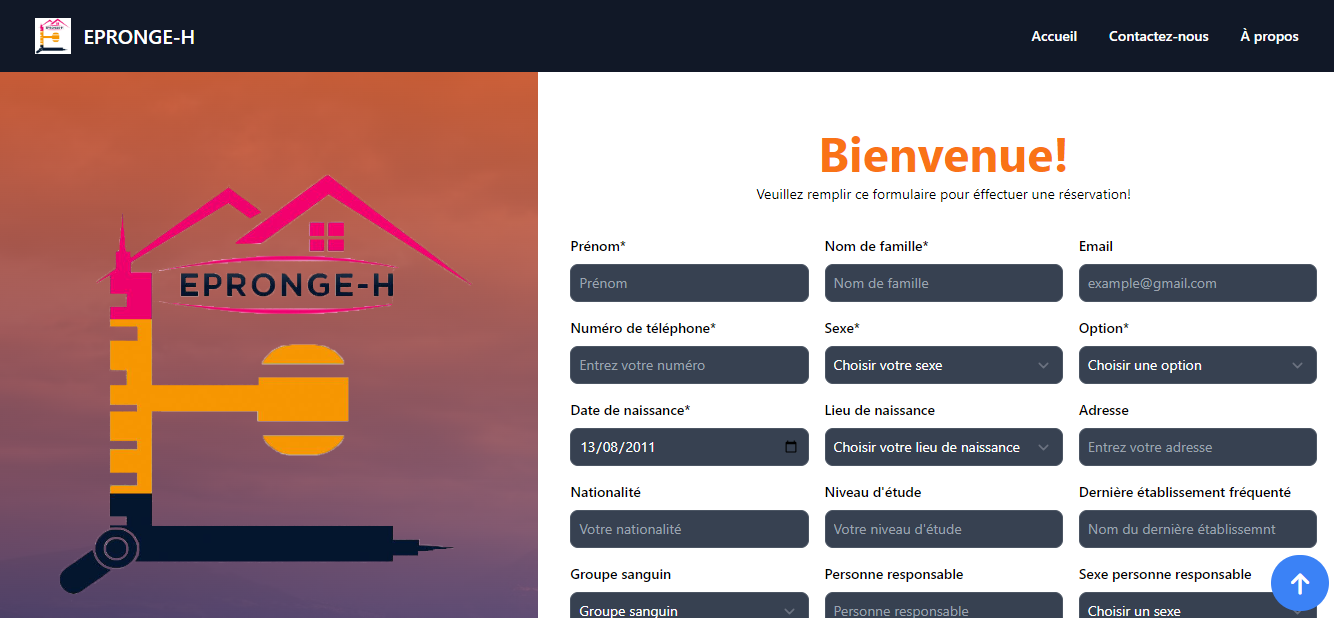 EPRONGE-H
Accueil Contactez-nous À propos
EPRONGE-H
Bienvenue!
Veuillez remplir ce formulaire pour éffectuer une réservation!
Prénom* Nom de famille* Email
Prénom Nom de famille example@gmail.com
Numéro de téléphone* Sexe* Option*
Entrez votre numéro Choisir votre sexe Choisir une option
Date de naissance* Lieu de naissance Adresse
13/08/2011 Choisir votre lieu de naissance Entrez votre adresse
Nationalité Niveau d'étude Dernière établissement fréquenté
Votre nationalité Votre niveau d'étude Nom du dernière établissemnt
Groupe sanguin Personne responsable Sexe personne responsable
Groupe sanguin Personne responsable Choisir un sexe